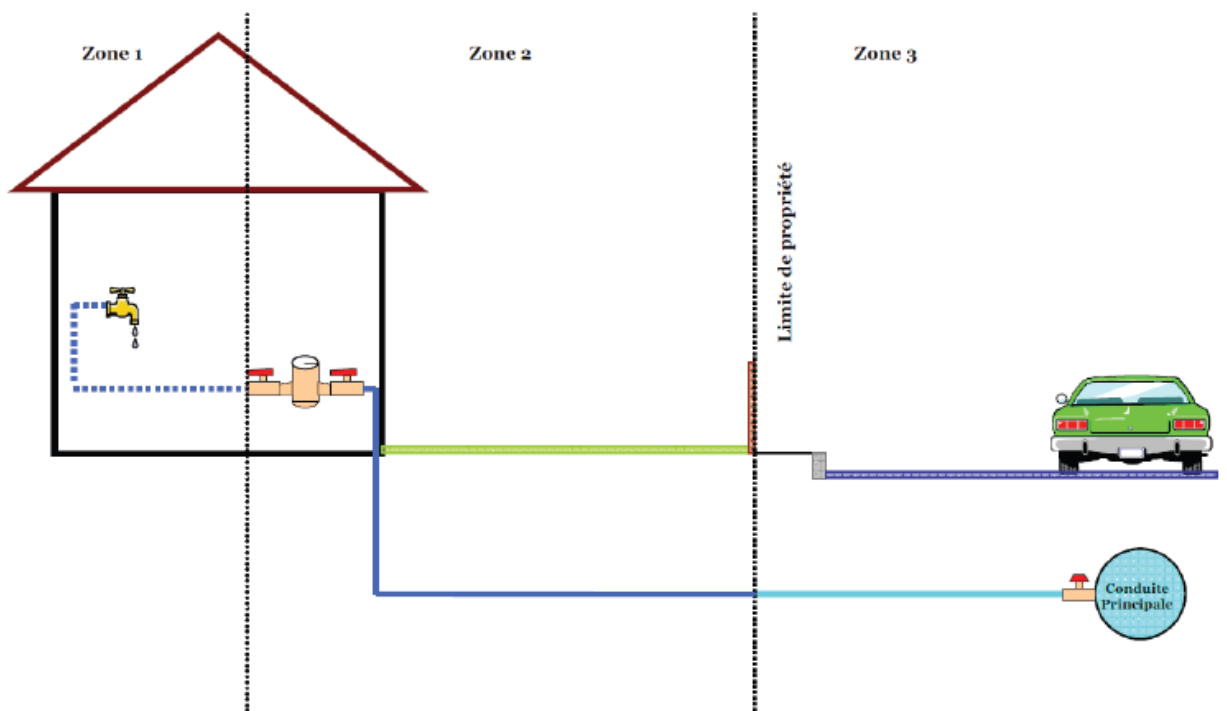 Zone 1
Zone 2
Zone 3
Limite de propriété
Conduite
Principale